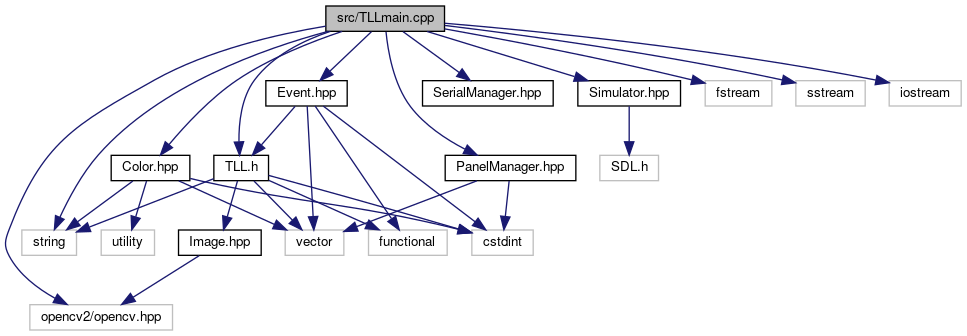 src/TLLmain.cpp
Event.hpp
SerialManager.hpp
Simulator.hpp
fstream
sstream
iostream
Color.hpp
TLL.h
PanelManager.hpp
SDL.h
string
utility
Image.hpp
vector
functional
cstdint
opencv2/opencv.hpp